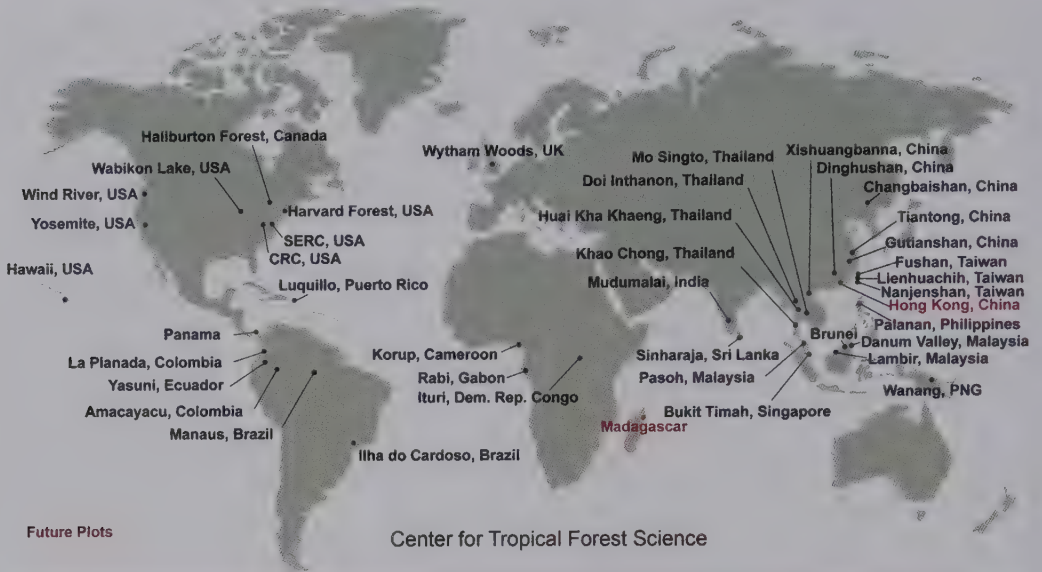 Haliburton Forest, Canada
Wabikon Lake, USA
Wind River, USA
Harvard Forest, USA
Yosemite, USA
SERC, USA
CRC, USA
Hawaii, USA
Luquillo, Puerto Rico
Panama
La Planada, Colombia
Yasuni, Ecuador
Amacayacu, Colombia
Manaus, Brazil
Ilha do Cardoso, Brazil
Wytham Woods, UK
Korup, Cameroon
Rabi, Gabon
Ituri, Dem. Rep. Congo
Madagascar
Mo Singto, Thailand
Doi Inthanon, Thailand
Huai Kha Khaeng, Thailand
Khao Chong, Thailand
Mudumalai, India
Sinharaja, Sri Lanka
Pasoh, Malaysia
Bukit Timah, Singapore
Xishuangbanna, China
Dinghushan, China
Changbaishan, China
Tiantong, China
Gutianshan, China
Fushan, Taiwan
Lienhuachih, Taiwan
Nanjenshan, Taiwan
Hong Kong, China
Palanan, Philippines
Brunei
Danum Valley, Malaysia
Lambir, Malaysia
Wanang, PNG
Future Plots
Center for Tropical Forest Science